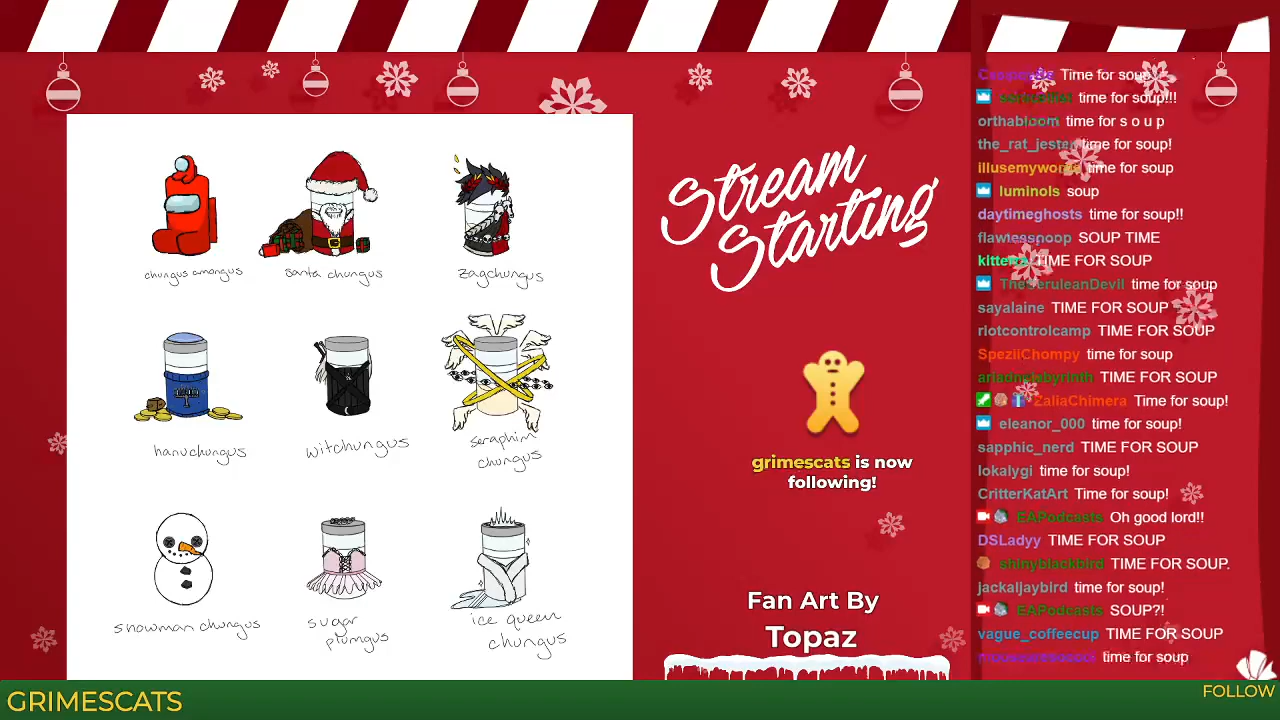 chungus amongus
santa chungus
zagchungus
hanuchungus
witchungus
seraphim
chungus
snowman chungus
sugar
plumgus
ice queen
chungus
Stream
Starting
grimescats is now
following!
Fan Art By
Topaz
Time for soup
time for soup!!!
orthabloom time for s o u p
the_rat_jester time for soup!
illusemywords time for soup
luminols soup
daytimeghosts time for soup!!
SOUP TIME
TIME FOR SOUP
TheCeruleanDevil time for soup
sayalaine TIME FOR SOUP
riotcontrolcamp TIME FOR SOUP
SpeziiChompy time for soup
ariadnelabyrinth TIME FOR SOUP
ZaliaChimera Time for soup!
eleanor_000 time for soup!
sapphic_nerd TIME FOR SOUP
lokalygi time for soup!
CritterKatArt Time for soup!
EAPodcasts Oh good lord!!
DSLadyy TIME FOR SOUP
shinyblackbird TIME FOR SOUP.
jackaljaybird time for soup!
EAPodcasts SOUP?!
vague_coffeecup TIME FOR SOUP
time for soup
GRIMESCATS
FOLLOW